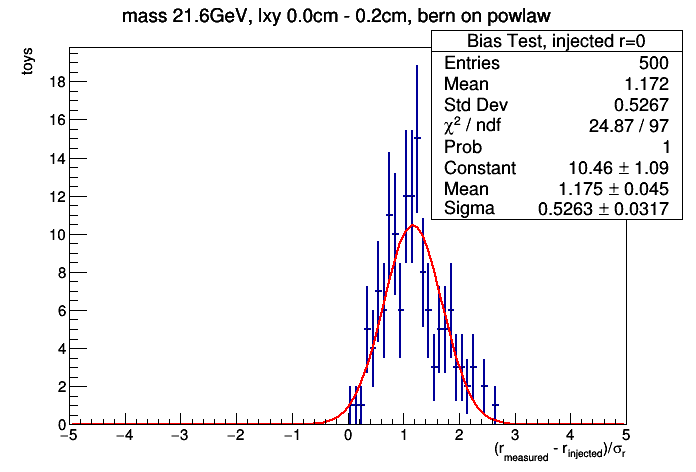 mass 21.6GeV, lxy 0.0cm - 0.2cm, bern on powlaw
Bias Test, injected r=0
Entries 500
Mean 1.172
Std Dev 0.5267
χ² / ndf 24.87 / 97
Prob 1
Constant 10.46 ± 1.09
Mean 1.175 ± 0.045
Sigma 0.5263 ± 0.0317
toys
18
16
14
12
10
8
6
4
2
0
−5 −4 −3 −2 −1 0 1 2 3 4 5
(r_measured - r_injected)/σ_r